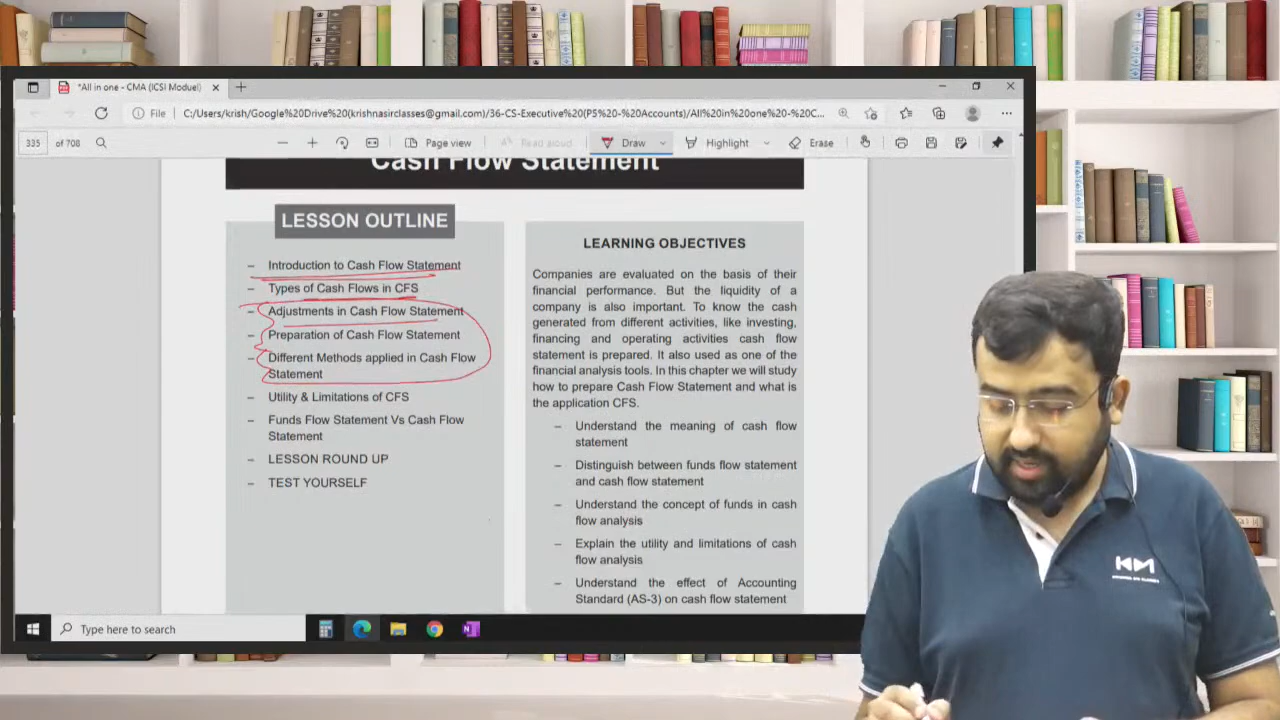 *All in one - CMA (ICSI Moduel)
File
C:/Users/krish/Google%20Drive%20(krishnasirclasses@gmail.com)/36-CS-Executive%20(P5%20-%20Accounts)/All%20in%20one%20-%20C...
335 of 708
Page view
Read aloud
Draw
Highlight
Erase
Cash Flow Statement
LESSON OUTLINE
– Introduction to Cash Flow Statement
– Types of Cash Flows in CFS
– Adjustments in Cash Flow Statement
– Preparation of Cash Flow Statement
– Different Methods applied in Cash Flow
Statement
– Utility & Limitations of CFS
– Funds Flow Statement Vs Cash Flow
Statement
– LESSON ROUND UP
– TEST YOURSELF
LEARNING OBJECTIVES
Companies are evaluated on the basis of their
financial performance. But the liquidity of a
company is also important. To know the cash
generated from different activities, like investing,
financing and operating activities cash flow
statement is prepared. It also used as one of the
financial analysis tools. In this chapter we will study
how to prepare Cash Flow Statement and what is
the application CFS.
– Understand the meaning of cash flow
statement
– Distinguish between funds flow statement
and cash flow statement
– Understand the concept of funds in cash
flow analysis
– Explain the utility and limitations of cash
flow analysis
– Understand the effect of Accounting
Standard (AS-3) on cash flow statement
Type here to search
KM